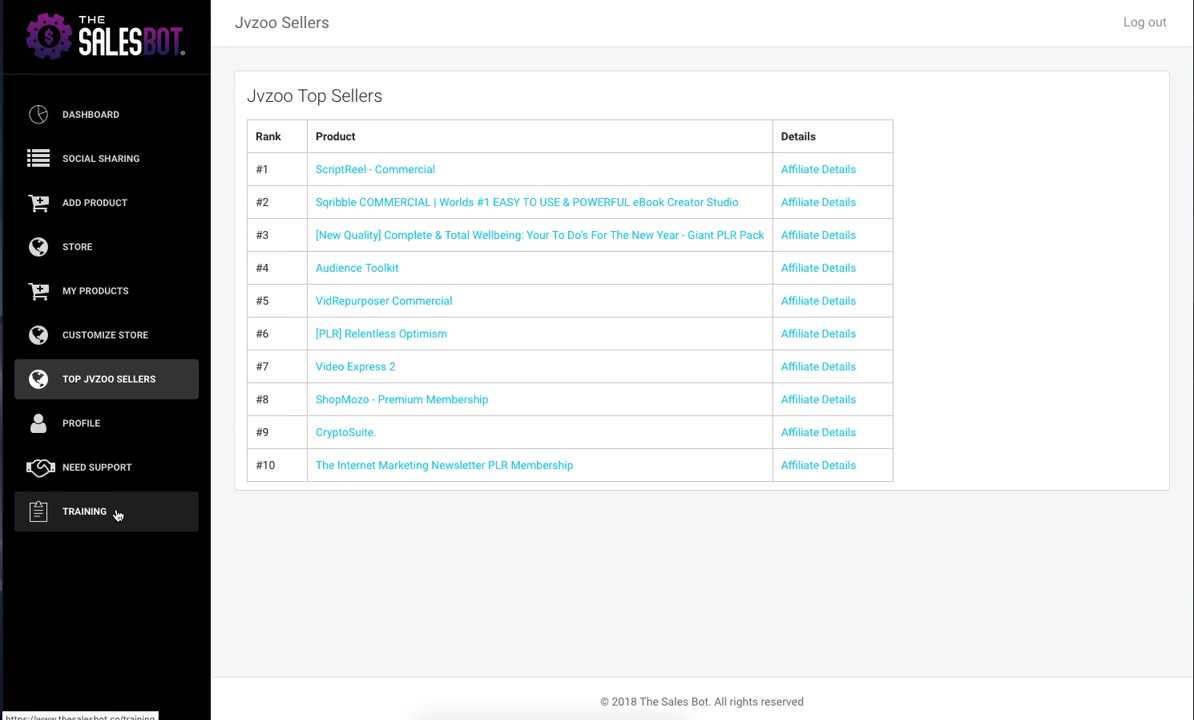 THE
SALESBOT.
Jvzoo Sellers
Log out
DASHBOARD
SOCIAL SHARING
ADD PRODUCT
STORE
MY PRODUCTS
CUSTOMIZE STORE
TOP JVZOO SELLERS
PROFILE
NEED SUPPORT
TRAINING
Jvzoo Top Sellers
Rank Product Details
#1 ScriptReel - Commercial Affiliate Details
#2 Sqribble COMMERCIAL | Worlds #1 EASY TO USE & POWERFUL eBook Creator Studio Affiliate Details
#3 [New Quality] Complete & Total Wellbeing: Your To Do's For The New Year - Giant PLR Pack Affiliate Details
#4 Audience Toolkit Affiliate Details
#5 VidRepurposer Commercial Affiliate Details
#6 [PLR] Relentless Optimism Affiliate Details
#7 Video Express 2 Affiliate Details
#8 ShopMozo - Premium Membership Affiliate Details
#9 CryptoSuite. Affiliate Details
#10 The Internet Marketing Newsletter PLR Membership Affiliate Details
© 2018 The Sales Bot. All rights reserved
https://www.thesalesbot.co/training